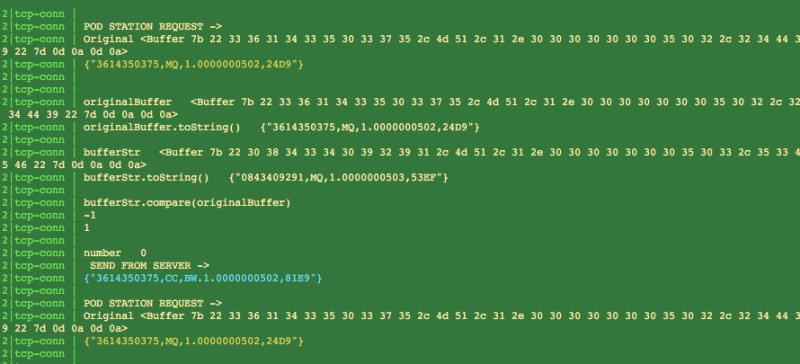 2|tcp-conn |
2|tcp-conn | POD STATION REQUEST ->
2|tcp-conn | Original <Buffer 7b 22 33 36 31 34 33 35 30 33 37 35 2c 4d 51 2c 31 2e 30 30 30 30 30 30 30 35 30 32 2c 32 34 44 3
9 22 7d 0d 0a 0d 0a>
2|tcp-conn | {"3614350375,MQ,1.0000000502,24D9"}
2|tcp-conn |
2|tcp-conn |
2|tcp-conn | originalBuffer <Buffer 7b 22 33 36 31 34 33 35 30 33 37 35 2c 4d 51 2c 31 2e 30 30 30 30 30 30 30 35 30 32 2c 32
34 44 39 22 7d 0d 0a 0d 0a>
2|tcp-conn | originalBuffer.toString() {"3614350375,MQ,1.0000000502,24D9"}
2|tcp-conn |
2|tcp-conn | bufferStr <Buffer 7b 22 30 38 34 33 34 30 39 32 39 31 2c 4d 51 2c 31 2e 30 30 30 30 30 30 30 35 30 33 2c 35 33 4
5 46 22 7d 0d 0a 0d 0a>
2|tcp-conn | bufferStr.toString() {"0843409291,MQ,1.0000000503,53EF"}
2|tcp-conn |
2|tcp-conn | bufferStr.compare(originalBuffer)
2|tcp-conn | -1
2|tcp-conn | 1
2|tcp-conn |
2|tcp-conn | number 0
2|tcp-conn | SEND FROM SERVER ->
2|tcp-conn | {"3614350375,CC,BW.1.0000000502,81E9"}
2|tcp-conn |
2|tcp-conn | POD STATION REQUEST ->
2|tcp-conn | Original <Buffer 7b 22 33 36 31 34 33 35 30 33 37 35 2c 4d 51 2c 31 2e 30 30 30 30 30 30 30 35 30 32 2c 32 34 44 3
9 22 7d 0d 0a 0d 0a>
2|tcp-conn | {"3614350375,MQ,1.0000000502,24D9"}
2|tcp-conn |